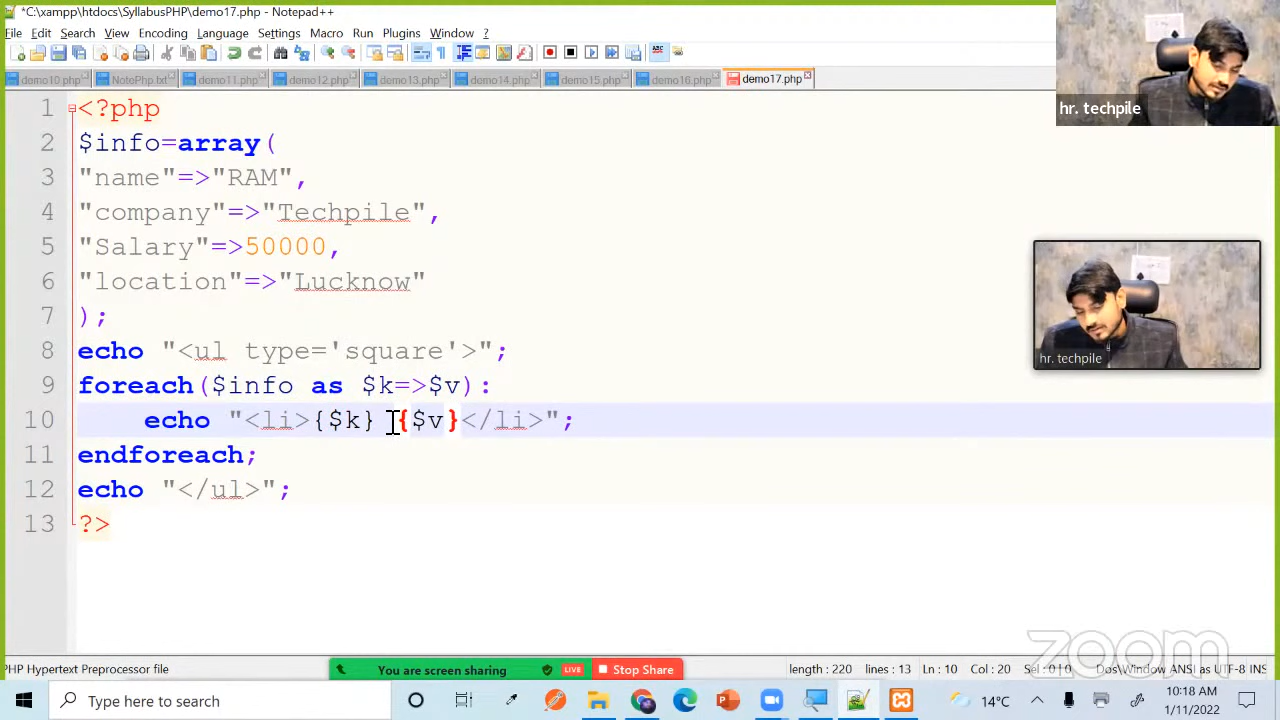 *C:\xampp\htdocs\SyllabusPHP\demo17.php - Notepad++
File Edit Search View Encoding Language Settings Macro Run Plugins Window ?
demo10.php NotePhp.txt demo11.php demo12.php demo13.php demo14.php demo15.php demo16.php demo17.php
1 <?php
2 $info=array(
3 "name"=>"RAM",
4 "company"=>"Techpile",
5 "Salary"=>50000,
6 "location"=>"Lucknow"
7 );
8 echo "<ul type='square'>";
9 foreach($info as $k=>$v):
10 echo "<li>{$k} {$v}</li>";
11 endforeach;
12 echo "</ul>";
13 ?>
hr. techpile
hr. techpile
zoom
PHP Hypertext Preprocessor file
You are screen sharing LIVE Stop Share
length: 220 lines: 13 Ln: 10 Col: 20 Sel: 0 | 0 Dos\Window ANSI as UTF-8 INS
Type here to search
14°C
10:18 AM
1/11/2022